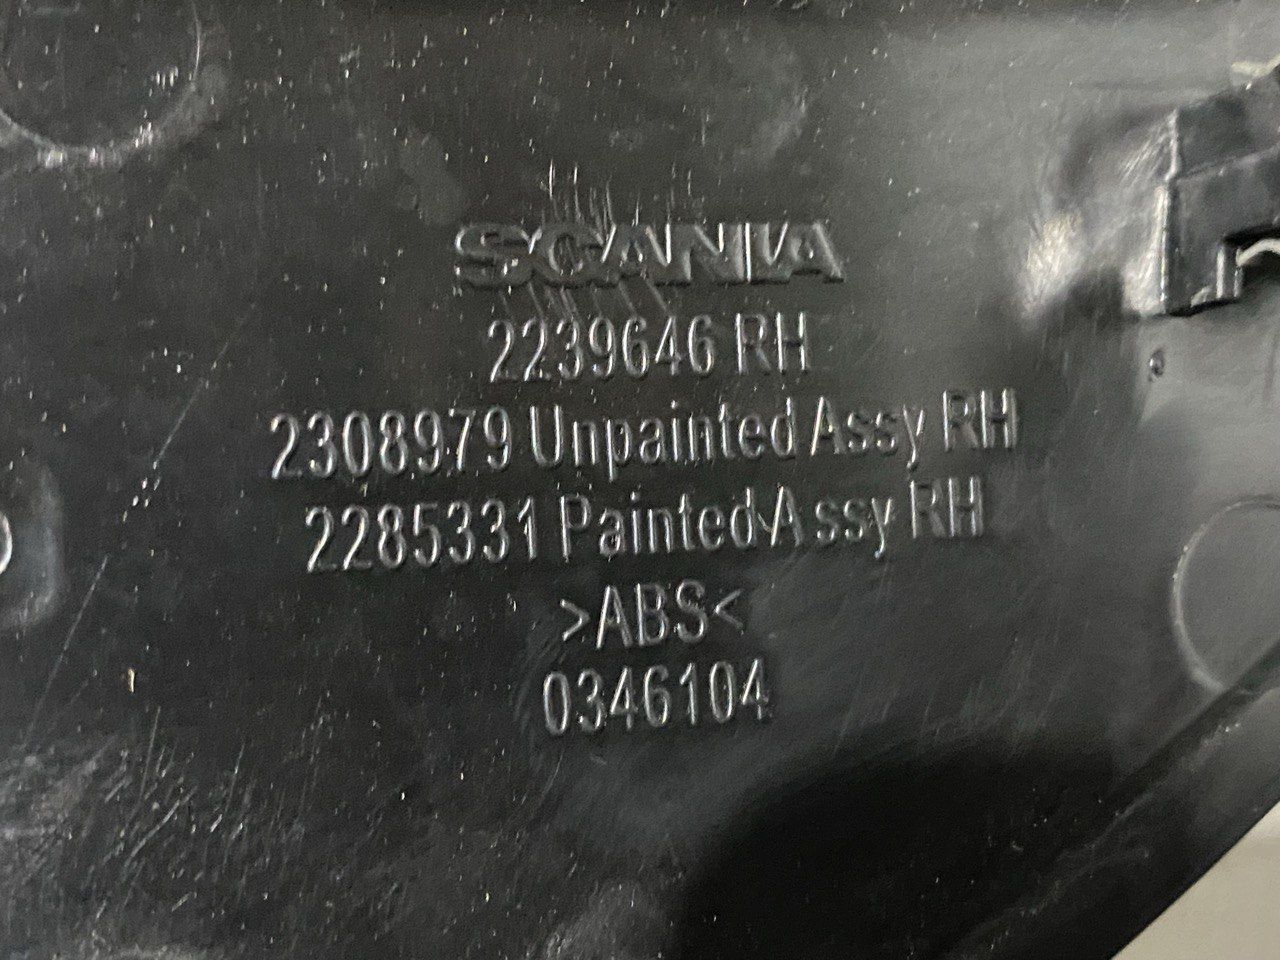 SCANIA
2239646 RH
2308979 Unpainted Assy RH
2285331 Painted Assy RH
>ABS<
0346104